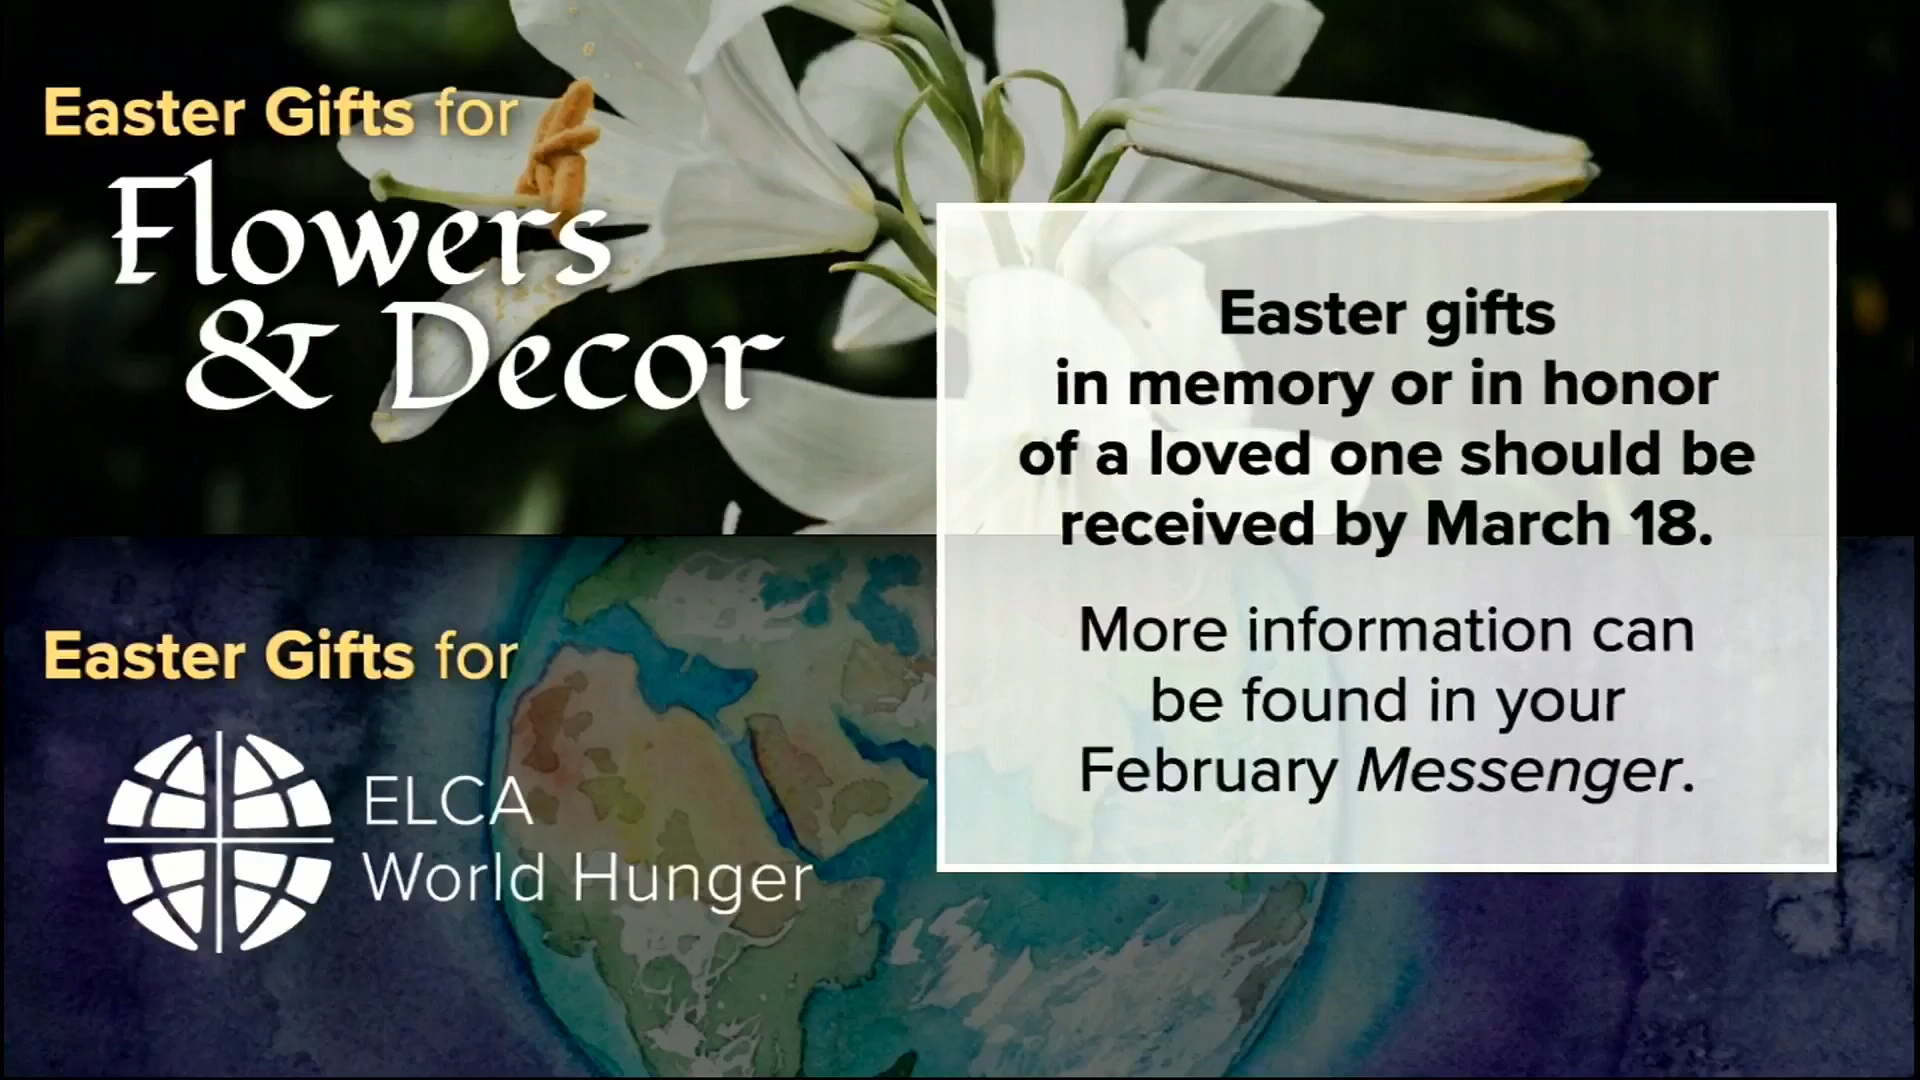 Easter Gifts for
Flowers
& Decor
Easter gifts
in memory or in honor
of a loved one should be
received by March 18.
More information can
be found in your
February Messenger.
Easter Gifts for
ELCA
World Hunger